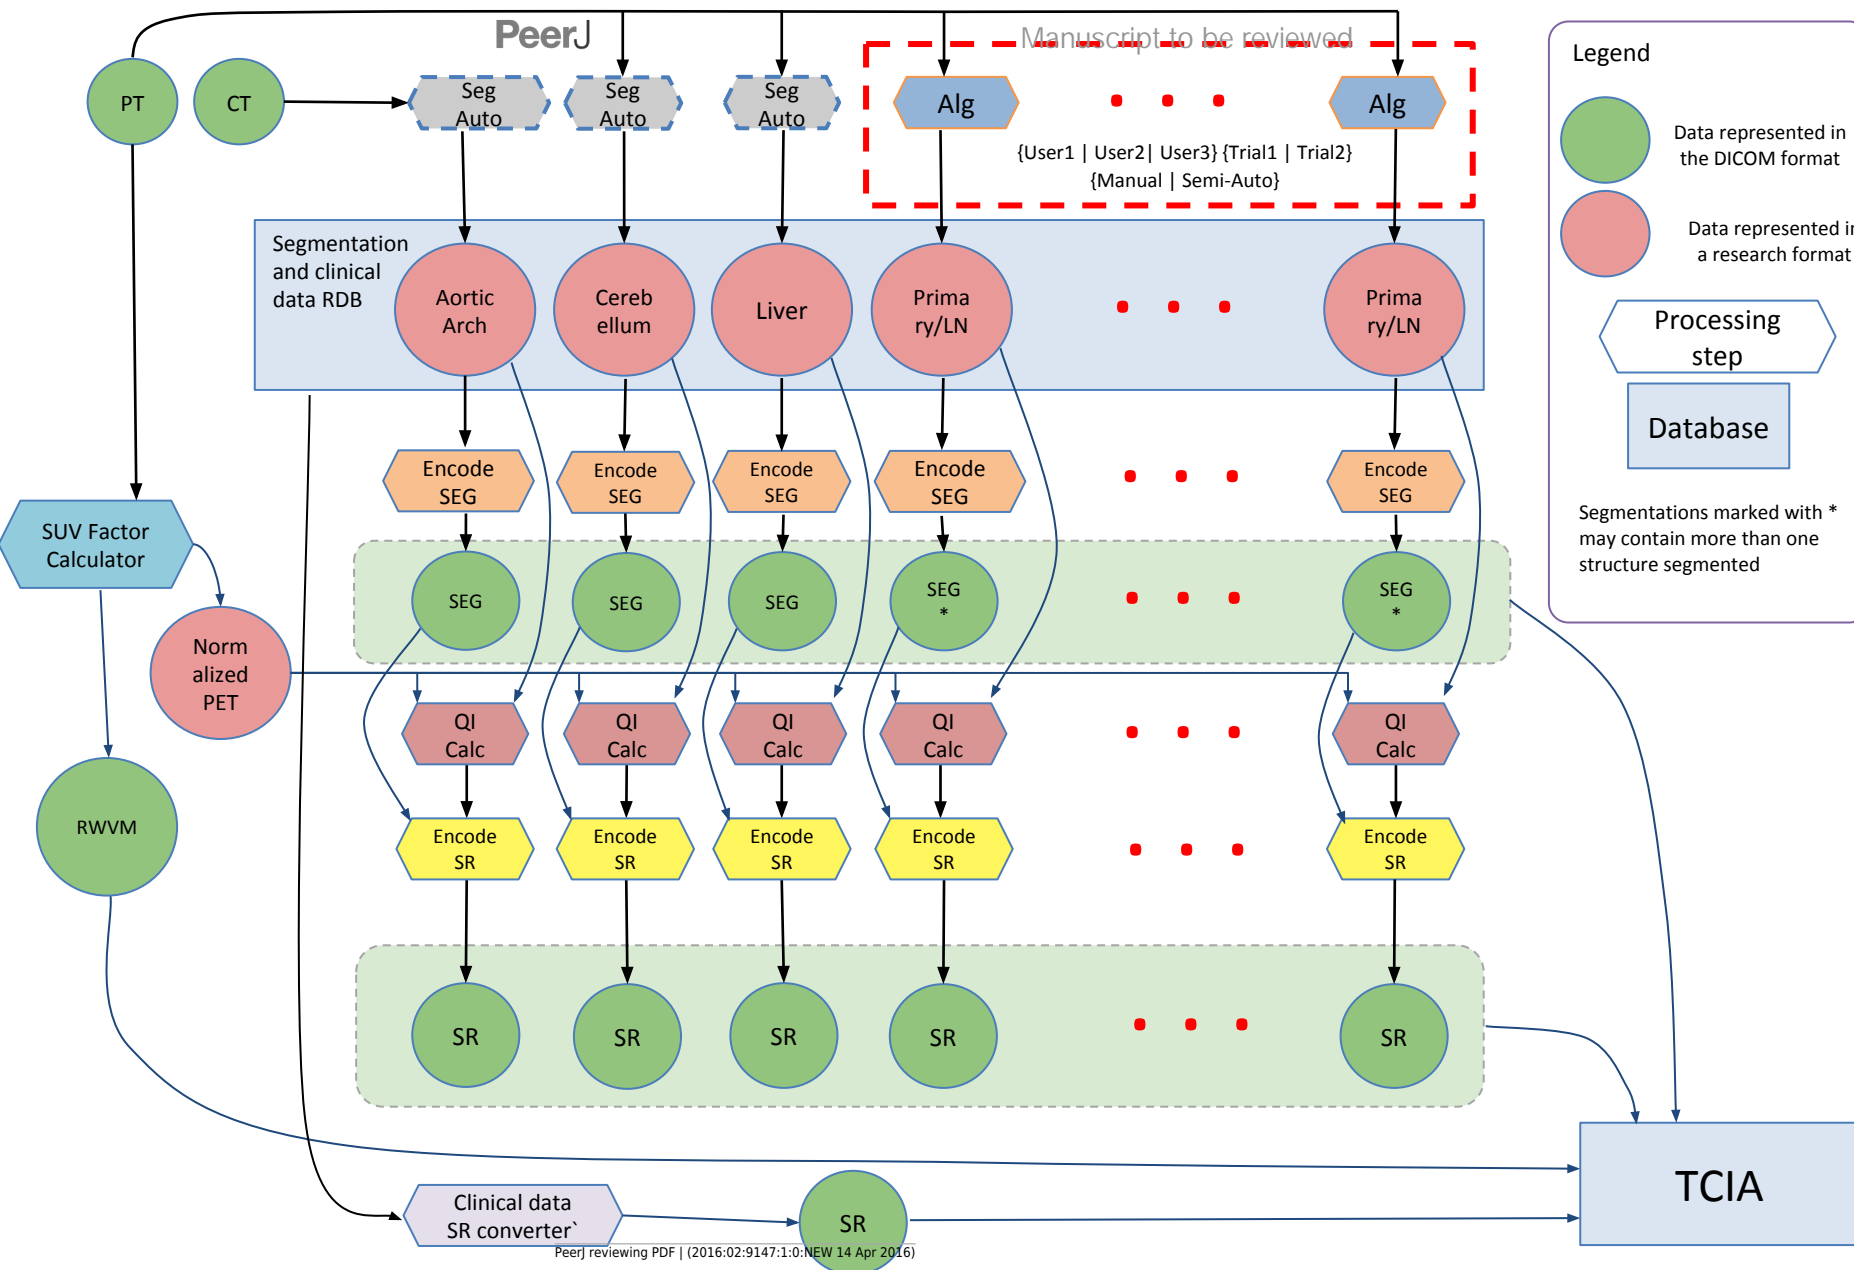 PeerJ
Manuscript to be reviewed
PT
CT
Seg
Auto
Seg
Auto
Seg
Auto
Alg
Alg
{User1 | User2| User3} {Trial1 | Trial2}
{Manual | Semi-Auto}
Segmentation
and clinical
data RDB
Aortic
Arch
Cereb
ellum
Liver
Prima
ry/LN
Prima
ry/LN
Encode
SEG
Encode
SEG
Encode
SEG
Encode
SEG
Encode
SEG
SUV Factor
Calculator
SEG
SEG
SEG
SEG
*
SEG
*
Norm
alized
PET
QI
Calc
QI
Calc
QI
Calc
QI
Calc
QI
Calc
RWVM
Encode
SR
Encode
SR
Encode
SR
Encode
SR
Encode
SR
SR
SR
SR
SR
SR
Clinical data
SR converter`
SR
TCIA
PeerJ reviewing PDF | (2016:02:9147:1:0:NEW 14 Apr 2016)
Legend
Data represented in
the DICOM format
Data represented in
a research format
Processing
step
Database
Segmentations marked with *
may contain more than one
structure segmented